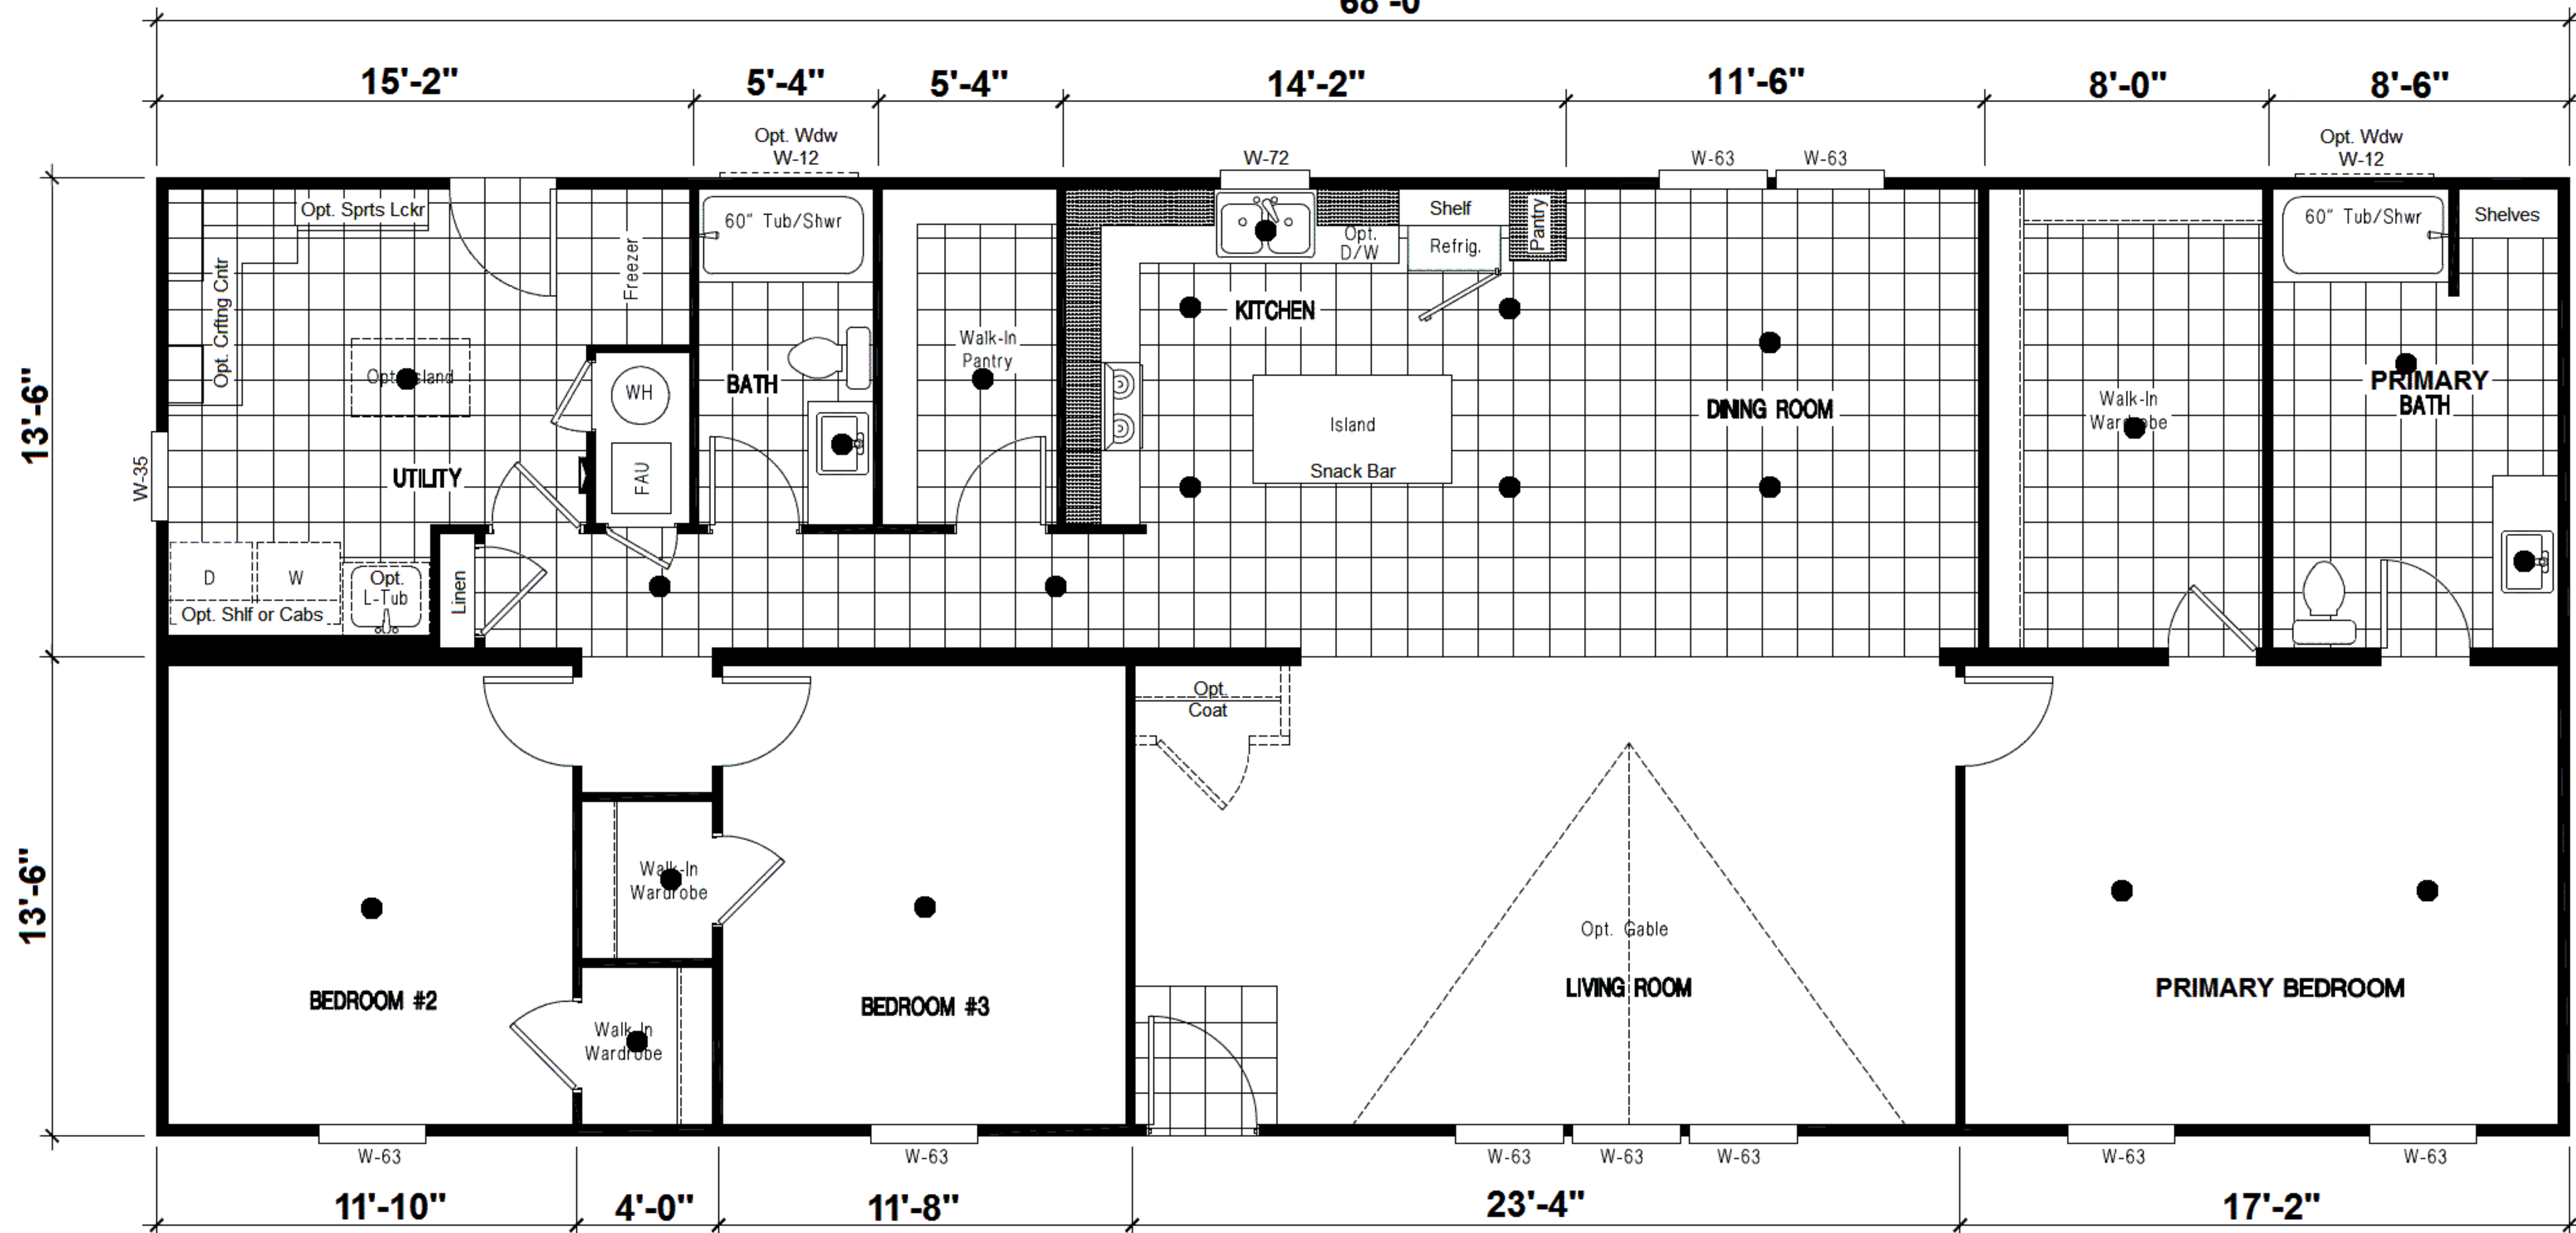 68'-0
15'-2"
5'-4"
5'-4"
14'-2"
11'-6"
8'-0"
8'-6"
Opt. Wdw
W-12
W-72
W-63
W-63
Opt. Wdw
W-12
Opt. Sprts Lckr
60" Tub/Shwr
Shelf
Pantry
60" Tub/Shwr
Shelves
Opt. Crftng Cntr
Freezer
Opt.
D/W
Refrig.
KITCHEN
Walk-In
Pantry
Opt. Island
WH
BATH
PRIMARY
BATH
13'-6"
Island
Snack Bar
DINING ROOM
Walk-In
Wardrobe
W-35
UTILITY
FAU
D
W
Opt.
L-Tub
Opt. Shlf or Cabs
Linen
Opt.
Coat
13'-6"
Walk-In
Wardrobe
Opt. Gable
BEDROOM #2
BEDROOM #3
LIVING ROOM
PRIMARY BEDROOM
Walk-In
Wardrobe
W-63
W-63
W-63
W-63
W-63
W-63
W-63
11'-10"
4'-0"
11'-8"
23'-4"
17'-2"